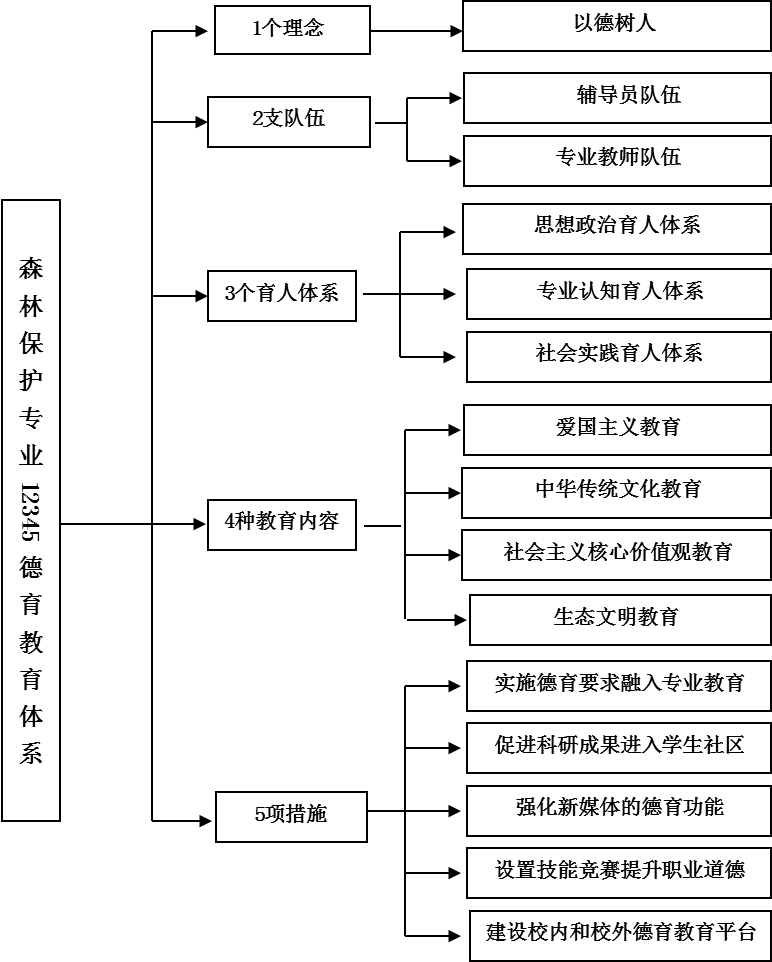 森林保护专业12345德育教育体系
1个理念
以德树人
2支队伍
辅导员队伍
专业教师队伍
3个育人体系
思想政治育人体系
专业认知育人体系
社会实践育人体系
4种教育内容
爱国主义教育
中华传统文化教育
社会主义核心价值观教育
生态文明教育
5项措施
实施德育要求融入专业教育
促进科研成果进入学生社区
强化新媒体的德育功能
设置技能竞赛提升职业道德
建设校内和校外德育教育平台